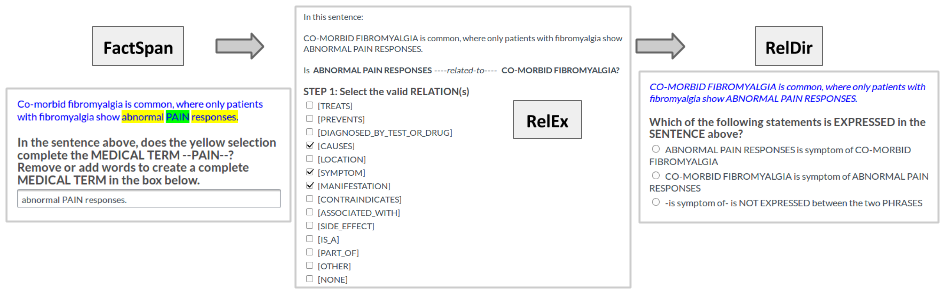 FactSpan
Co-morbid fibromyalgia is common, where only patients
with fibromyalgia show abnormal PAIN responses.
In the sentence above, does the yellow selection
complete the MEDICAL TERM --PAIN--?
Remove or add words to create a complete
MEDICAL TERM in the box below.
abnormal PAIN responses.
In this sentence:
CO-MORBID FIBROMYALGIA is common, where only patients with fibromyalgia show
ABNORMAL PAIN RESPONSES.
Is ABNORMAL PAIN RESPONSES ----related-to---- CO-MORBID FIBROMYALGIA?
STEP 1: Select the valid RELATION(s)
[TREATS]
[PREVENTS]
[DIAGNOSED_BY_TEST_OR_DRUG]
[CAUSES]
[LOCATION]
[SYMPTOM]
[MANIFESTATION]
[CONTRAINDICATES]
[ASSOCIATED_WITH]
[SIDE_EFFECT]
[IS_A]
[PART_OF]
[OTHER]
[NONE]
RelEx
RelDir
CO-MORBID FIBROMYALGIA is common, where only patients with
fibromyalgia show ABNORMAL PAIN RESPONSES.
Which of the following statements is EXPRESSED in the
SENTENCE above?
ABNORMAL PAIN RESPONSES is symptom of CO-MORBID
FIBROMYALGIA
CO-MORBID FIBROMYALGIA is symptom of ABNORMAL PAIN
RESPONSES
-is symptom of- is NOT EXPRESSED between the two PHRASES